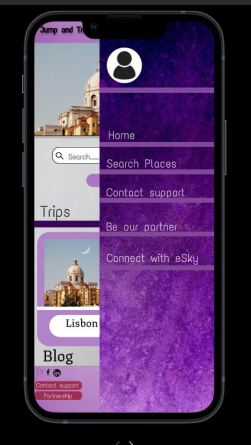 Jump and Tr
Search......
Trips
Lisbon
Blog
Contact support
Partnership
Home
Search Places
Contact support
Be our partner
Connect with eSky